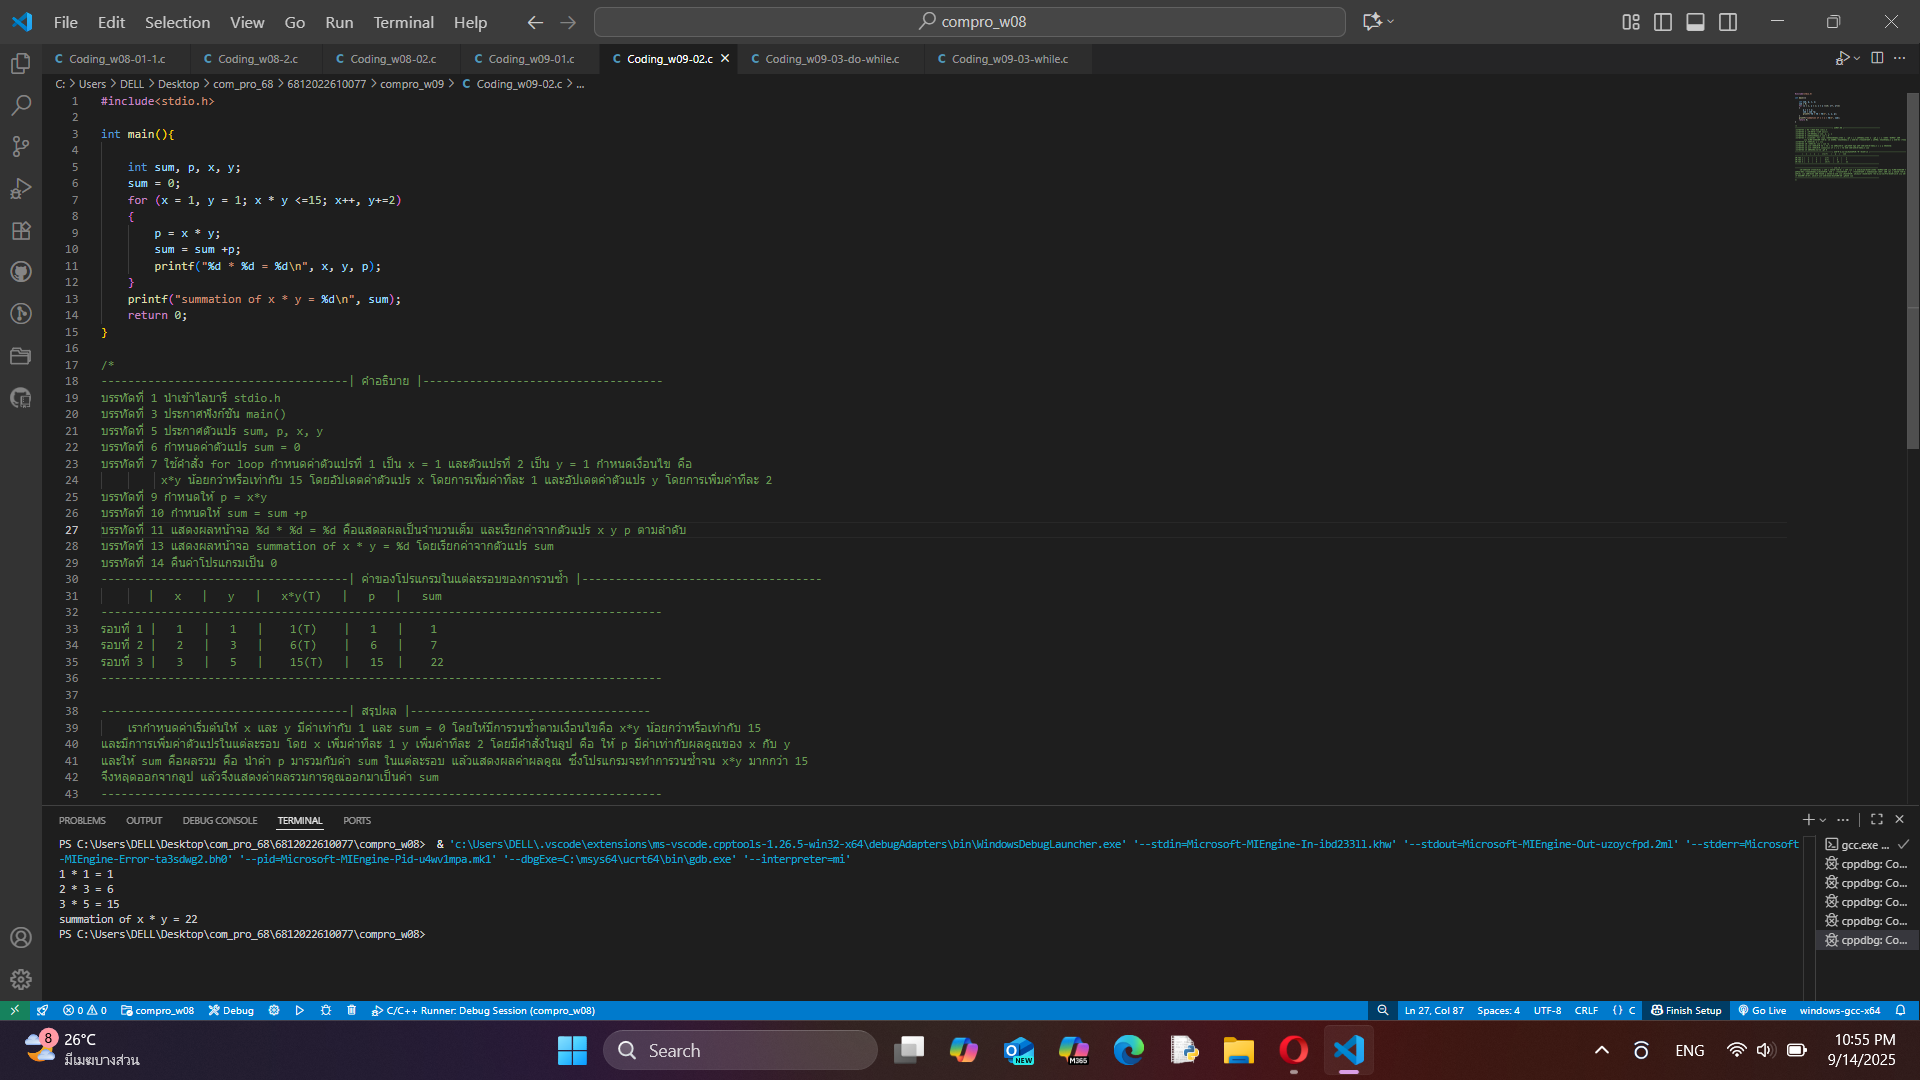 File Edit Selection View Go Run Terminal Help
compro_w08
Coding_w08-01-1.c
Coding_w08-2.c
Coding_w08-02.c
Coding_w09-01.c
Coding_w09-02.c
Coding_w09-03-do-while.c
Coding_w09-03-while.c
C: > Users > DELL > Desktop > com_pro_68 > 6812022610077 > compro_w09 > C Coding_w09-02.c > ...
1 #include<stdio.h>
2
3 int main(){
4
5 int sum, p, x, y;
6 sum = 0;
7 for (x = 1, y = 1; x * y <=15; x++, y+=2)
8 {
9 p = x * y;
10 sum = sum +p;
11 printf("%d * %d = %d\n", x, y, p);
12 }
13 printf("summation of x * y = %d\n", sum);
14 return 0;
15 }
16
17 /*
18 -------------------------------------| คำอธิบาย |------------------------------------
19 บรรทัดที่ 1 นำเข้าไลบารี stdio.h
20 บรรทัดที่ 3 ประกาศฟังก์ชัน main()
21 บรรทัดที่ 5 ประกาศตัวแปร sum, p, x, y
22 บรรทัดที่ 6 กำหนดค่าตัวแปร sum = 0
23 บรรทัดที่ 7 ใช้คำสั่ง for loop กำหนดค่าตัวแปรที่ 1 เป็น x = 1 และตัวแปรที่ 2 เป็น y = 1 กำหนดเงื่อนไข คือ
24 x*y น้อยกว่าหรือเท่ากับ 15 โดยอัปเดตค่าตัวแปร x โดยการเพิ่มค่าทีละ 1 และอัปเดตค่าตัวแปร y โดยการเพิ่มค่าทีละ 2
25 บรรทัดที่ 9 กำหนดให้ p = x*y
26 บรรทัดที่ 10 กำหนดให้ sum = sum +p
27 บรรทัดที่ 11 แสดงผลหน้าจอ %d * %d = %d คือแสดลผลเป็นจำนวนเต็ม และเรียกค่าจากตัวแปร x y p ตามลำดับ
28 บรรทัดที่ 13 แสดงผลหน้าจอ summation of x * y = %d โดยเรียกค่าจากตัวแปร sum
29 บรรทัดที่ 14 คืนค่าโปรแกรมเป็น 0
30 -------------------------------------| ค่าของโปรแกรมในแต่ละรอบของการวนซ้ำ |------------------------------------
31 | x | y | x*y(T) | p | sum
32 ------------------------------------------------------------------------------------
33 รอบที่ 1 | 1 | 1 | 1(T) | 1 | 1
34 รอบที่ 2 | 2 | 3 | 6(T) | 6 | 7
35 รอบที่ 3 | 3 | 5 | 15(T) | 15 | 22
36 ------------------------------------------------------------------------------------
37
38 -------------------------------------| สรุปผล |------------------------------------
39 เรากำหนดค่าเริ่มต้นให้ x และ y มีค่าเท่ากับ 1 และ sum = 0 โดยให้มีการวนซ้ำตามเงื่อนไขคือ x*y น้อยกว่าหรือเท่ากับ 15
40 และมีกาารเพิ่มค่าตัวแปรในแต่ละรอบ โดย x เพิ่มค่าทีละ 1 y เพิ่มค่าทีละ 2 โดยมีคำสั่งในลูป คือ ให้ p มีค่าเท่ากับผลคูณของ x กับ y
41 และให้ sum คือผลรวม คือ นำค่า p มารวมกับค่า sum ในแต่ละรอบ แล้วแสดงผลค่าผลคูณ ซึ่งโปรแกรมจะทำการวนซ้ำจน x*y มากกว่า 15
42 จึงหลุดออกจากลูป แล้วจึงแสดงค่าผลรวมการคูณออกมาเป็นค่า sum
43 ------------------------------------------------------------------------------------
PROBLEMS OUTPUT DEBUG CONSOLE TERMINAL PORTS
PS C:\Users\DELL\Desktop\com_pro_68\6812022610077\compro_w08> & 'c:\Users\DELL\.vscode\extensions\ms-vscode.cpptools-1.26.5-win32-x64\debugAdapters\bin\WindowsDebugLauncher.exe' '--stdin=Microsoft-MIEngine-In-ibd233ll.khw' '--stdout=Microsoft-MIEngine-Out-uzoycfpd.2ml' '--stderr=Microsoft
-MIEngine-Error-ta3sdwg2.bh0' '--pid=Microsoft-MIEngine-Pid-u4wv1mpa.mk1' '--dbgExe=C:\msys64\ucrt64\bin\gdb.exe' '--interpreter=mi'
1 * 1 = 1
2 * 3 = 6
3 * 5 = 15
summation of x * y = 22
PS C:\Users\DELL\Desktop\com_pro_68\6812022610077\compro_w08>
gcc.exe ...
cppdbg: Co...
cppdbg: Co...
cppdbg: Co...
cppdbg: Co...
cppdbg: Co...
0 0 compro_w08 Debug C/C++ Runner: Debug Session (compro_w08)
Ln 27, Col 87 Spaces: 4 UTF-8 CRLF {} C Finish Setup Go Live windows-gcc-x64
8
26°C
มีเมฆบางส่วน
Search
NEW
M365
ENG
10:55 PM
9/14/2025